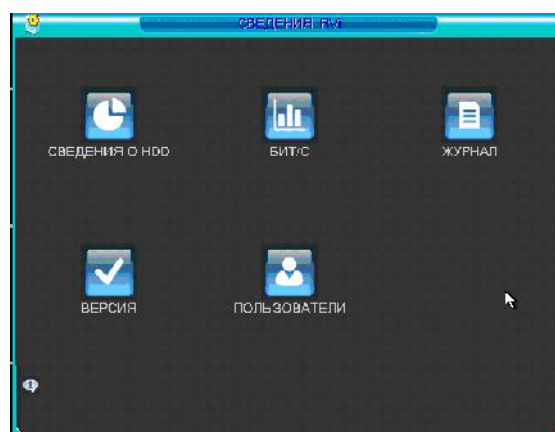 СВЕДЕНИЯ
СВЕДЕНИЯ О HDD
БИТ/С
ЖУРНАЛ
ВЕРСИЯ
ПОЛЬЗОВАТЕЛИ